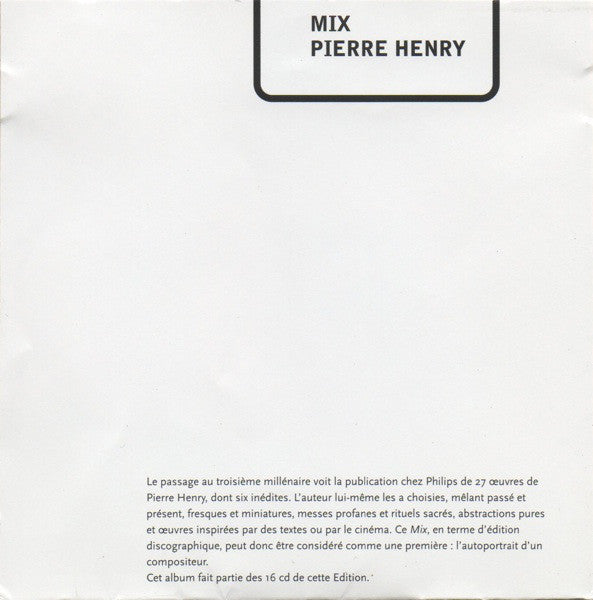 MIX
PIERRE HENRY
Le passage au troisième millénaire voit la publication chez Philips de 27 œuvres de
Pierre Henry, dont six inédites. L'auteur lui-même les a choisies, mêlant passé et
présent, fresques et miniatures, messes profanes et rituels sacrés, abstractions pures
et œuvres inspirées par des textes ou par le cinéma. Ce Mix, en terme d'édition
discographique, peut donc être considéré comme une première : l'autoportrait d'un
compositeur.
Cet album fait partie des 16 cd de cette Edition.